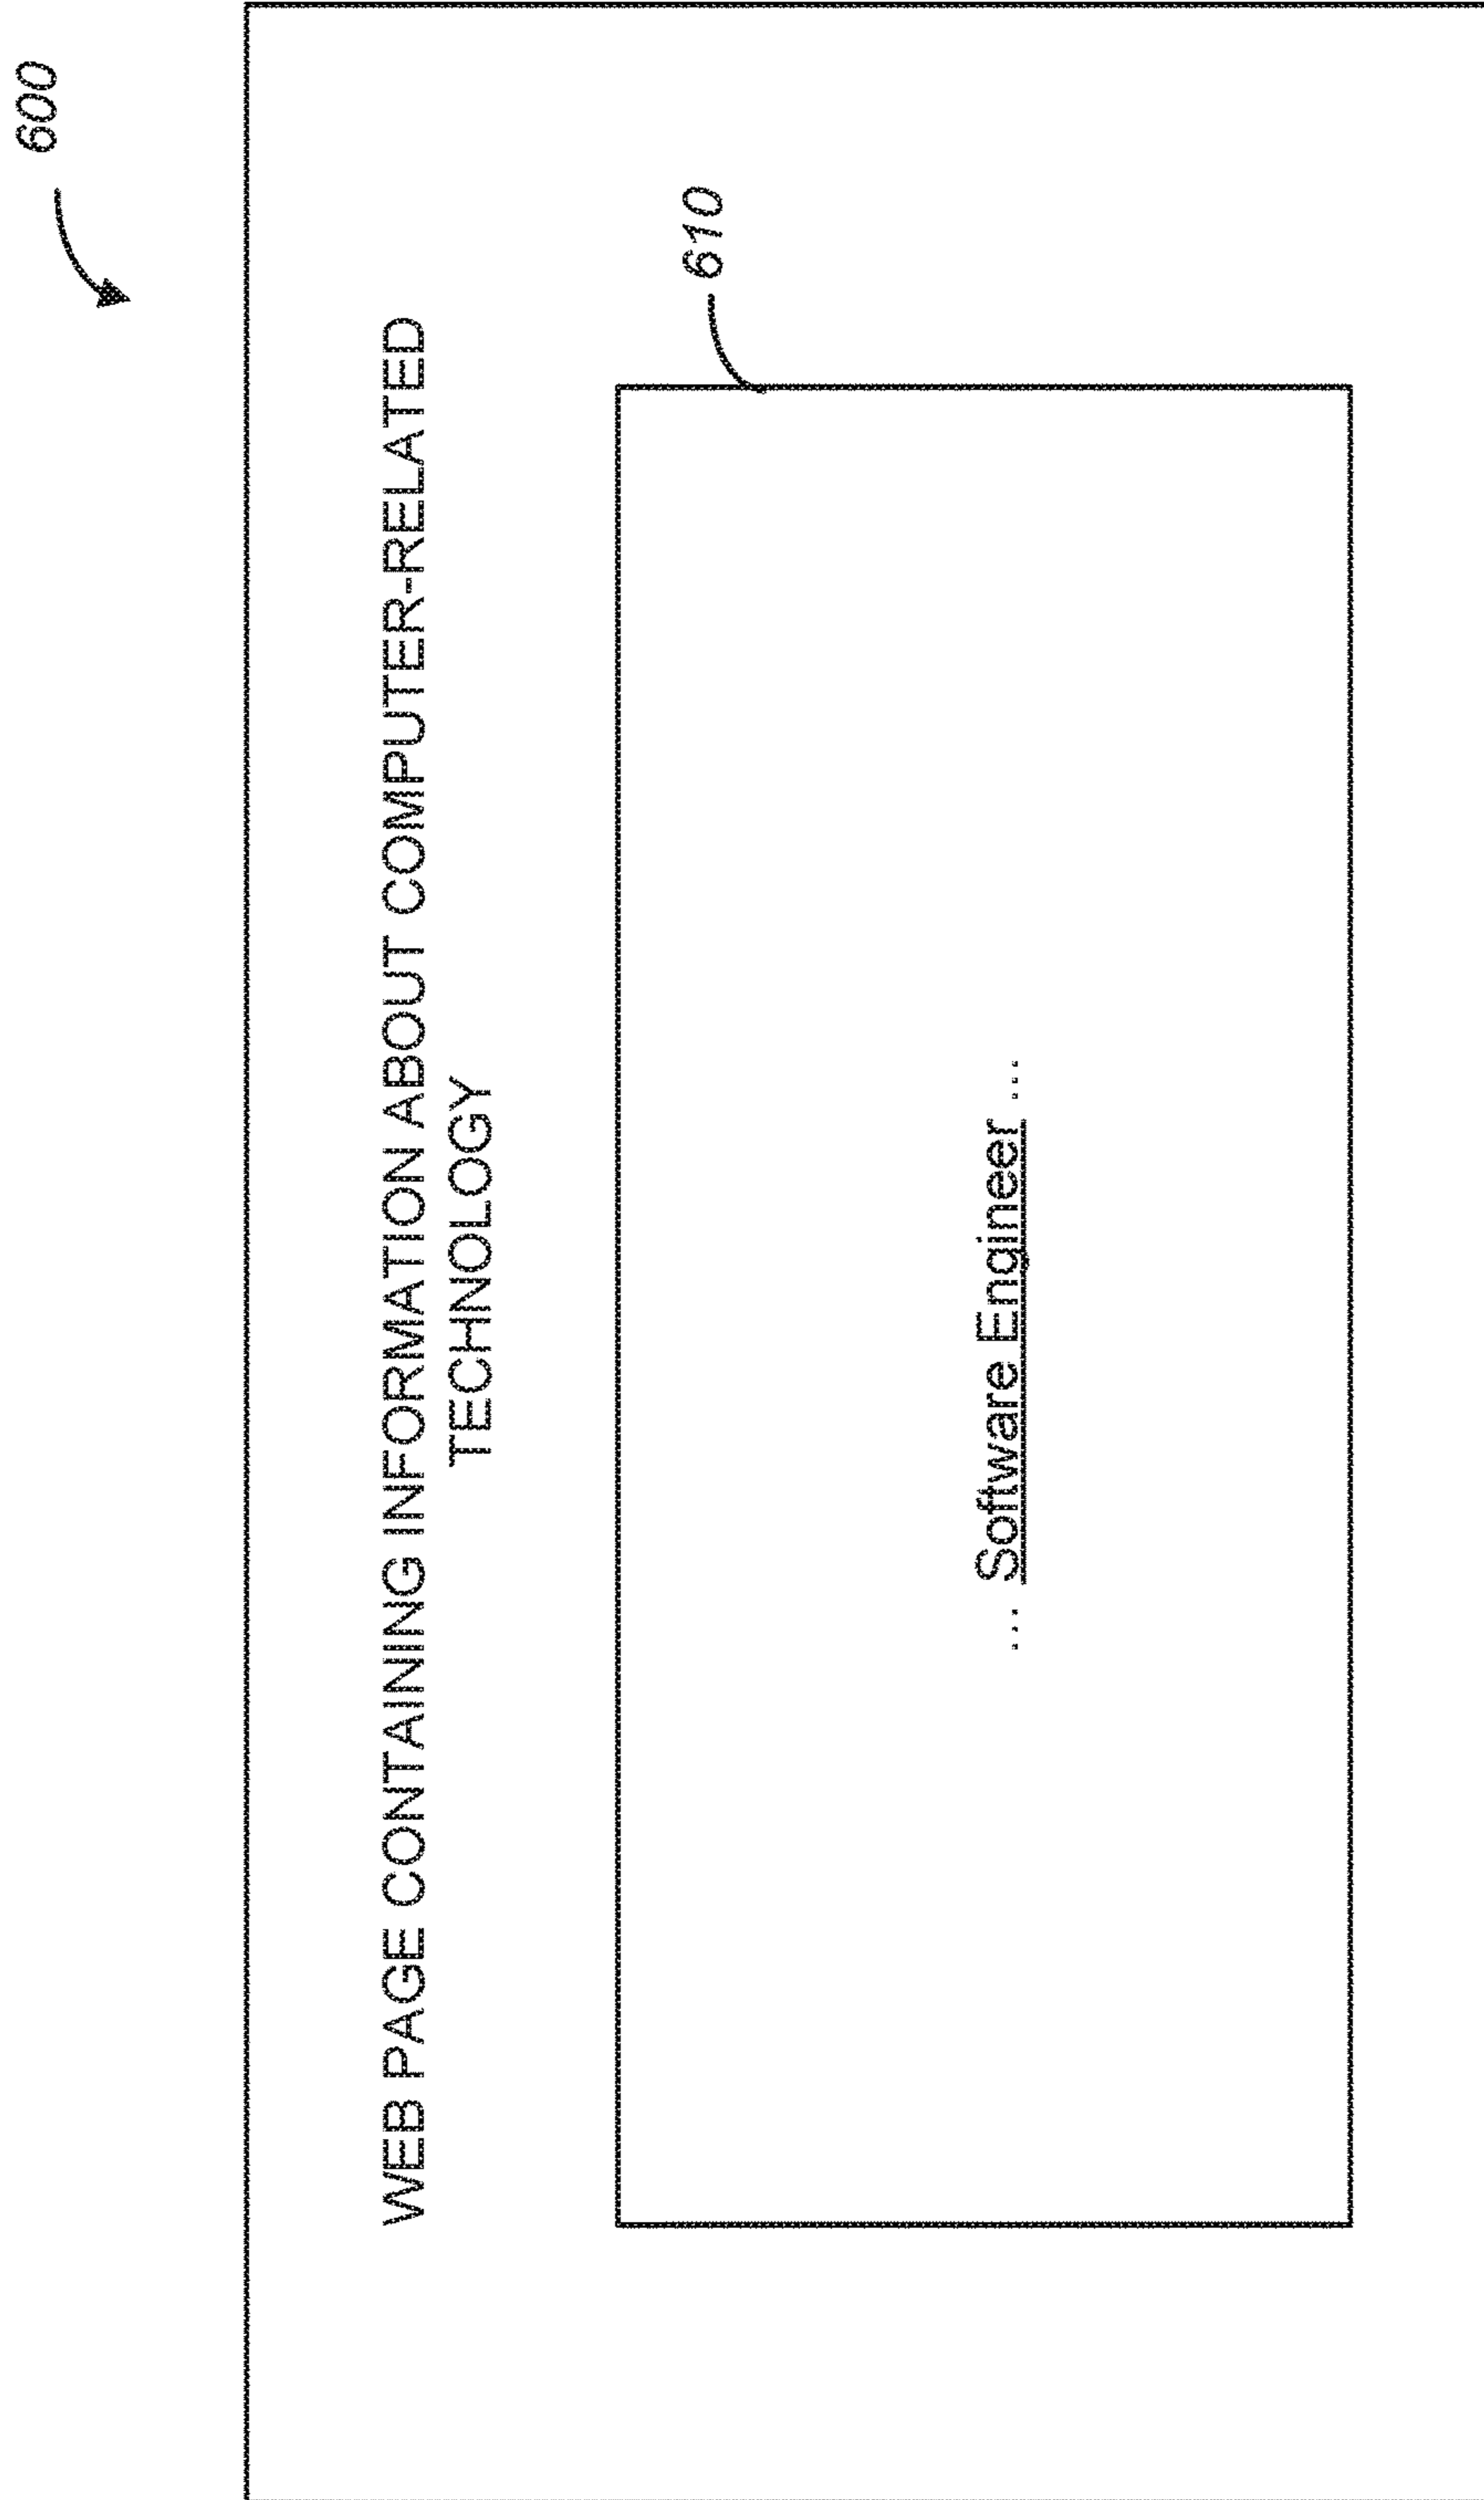 600
WEB PAGE CONTAINING INFORMATION ABOUT COMPUTER-RELATED
TECHNOLOGY
610
... Software Engineer ...